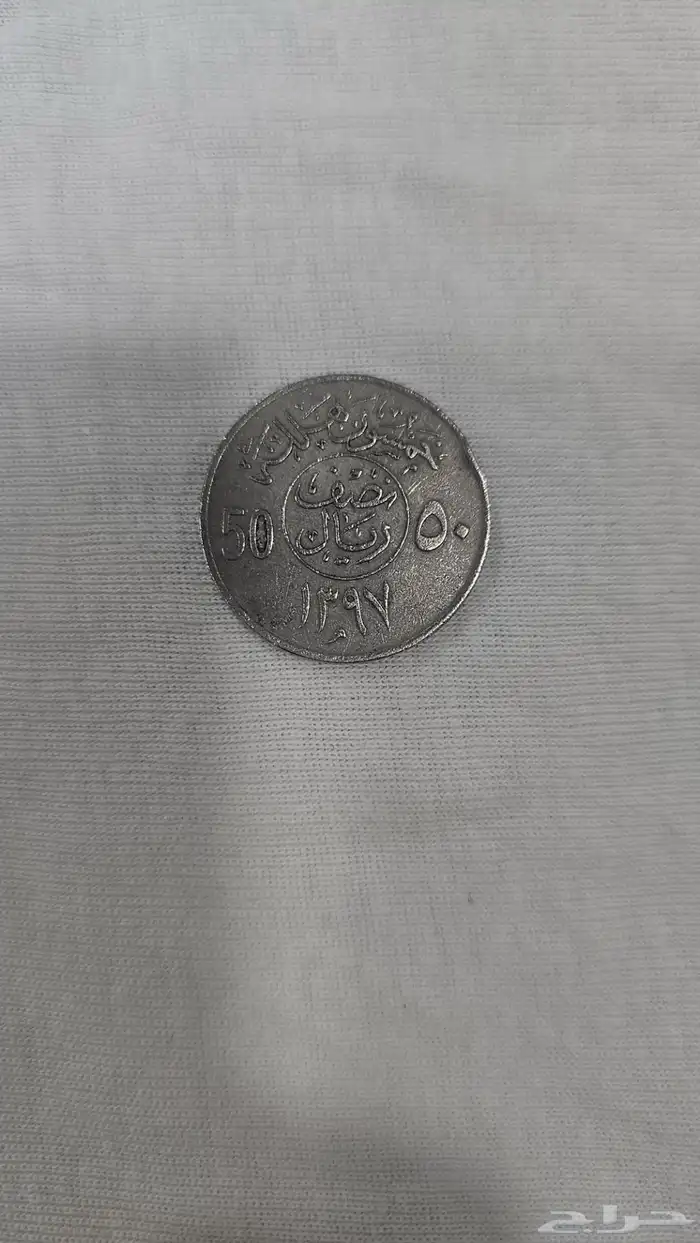 خمسون هللة
50 نصف ٥٠
ريال
١٣٩٧
حراج